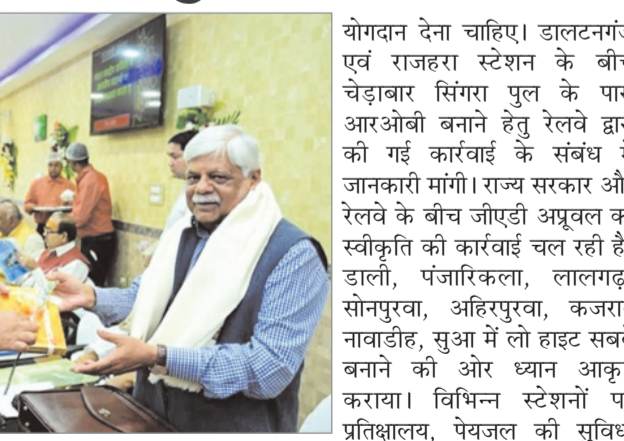 योगदान देना चाहिए। डालटनगंज
एवं राजहरा स्टेशन के बीच
चेड़ाबार सिंगरा पुल के पास
आरओबी बनाने हेतु रेलवे द्वारा
की गई कार्रवाई के संबंध में
जानकारी मांगी। राज्य सरकार और
रेलवे के बीच जीएडी अप्रूवल का
स्वीकृति की कार्रवाई चल रही है।
डाली, पंजारिकला, लालगढ़,
सोनपुरवा, अहिरपुरवा, कजरात
नावाडीह, सुआ में लो हाइट सबवे
बनाने की ओर ध्यान आकृष्ट
कराया। विभिन्न स्टेशनों पर
प्रतिक्षालय, पेयजल की सुविधा